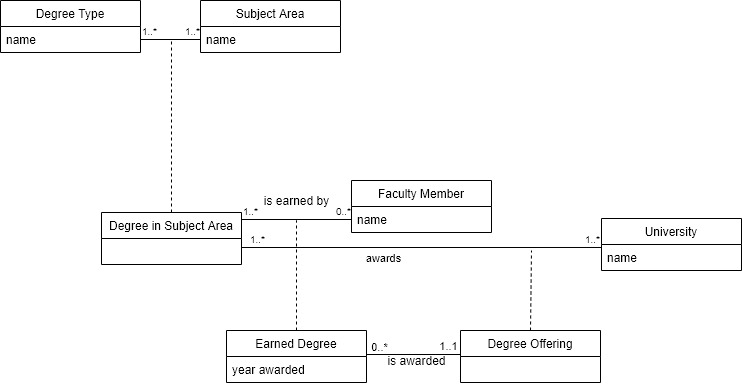 Degree Type
Subject Area
name
1..*
1..*
name
Faculty Member
is earned by
1..*
0..*
name
Degree in Subject Area
University
1..*
1..*
awards
name
Earned Degree
Degree Offering
0..*
1..1
is awarded
year awarded